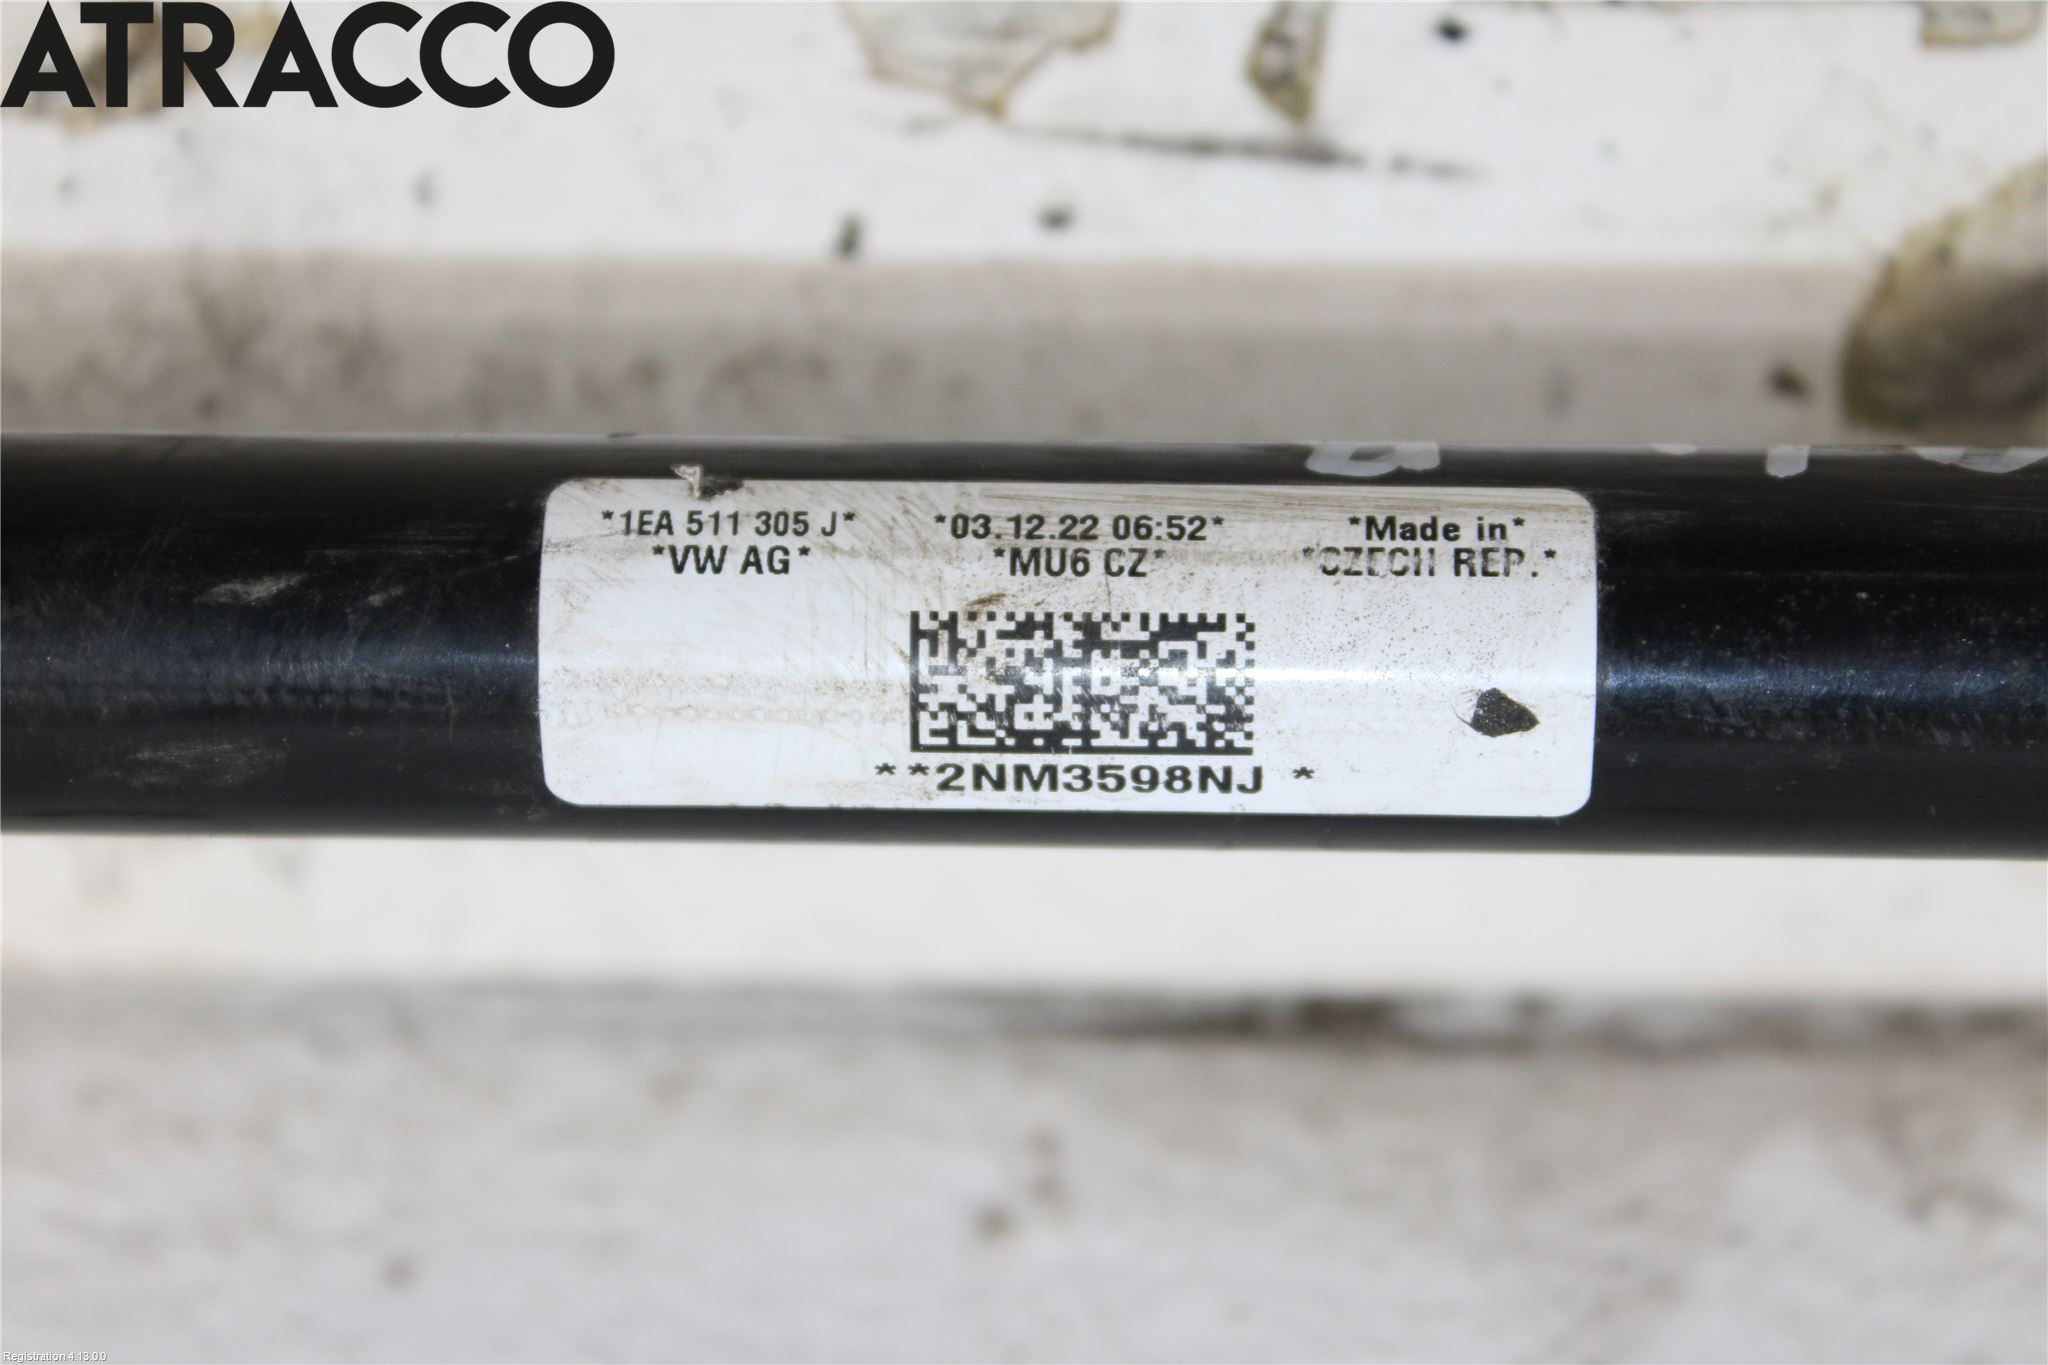 ATRACCO
*1EA 511 305 J* *03.12.22 06:52* *Made in*
*VW AG* *MU6 CZ* *CZECH REP.*
**2NM3598NJ *
Registration 4.13.0.0